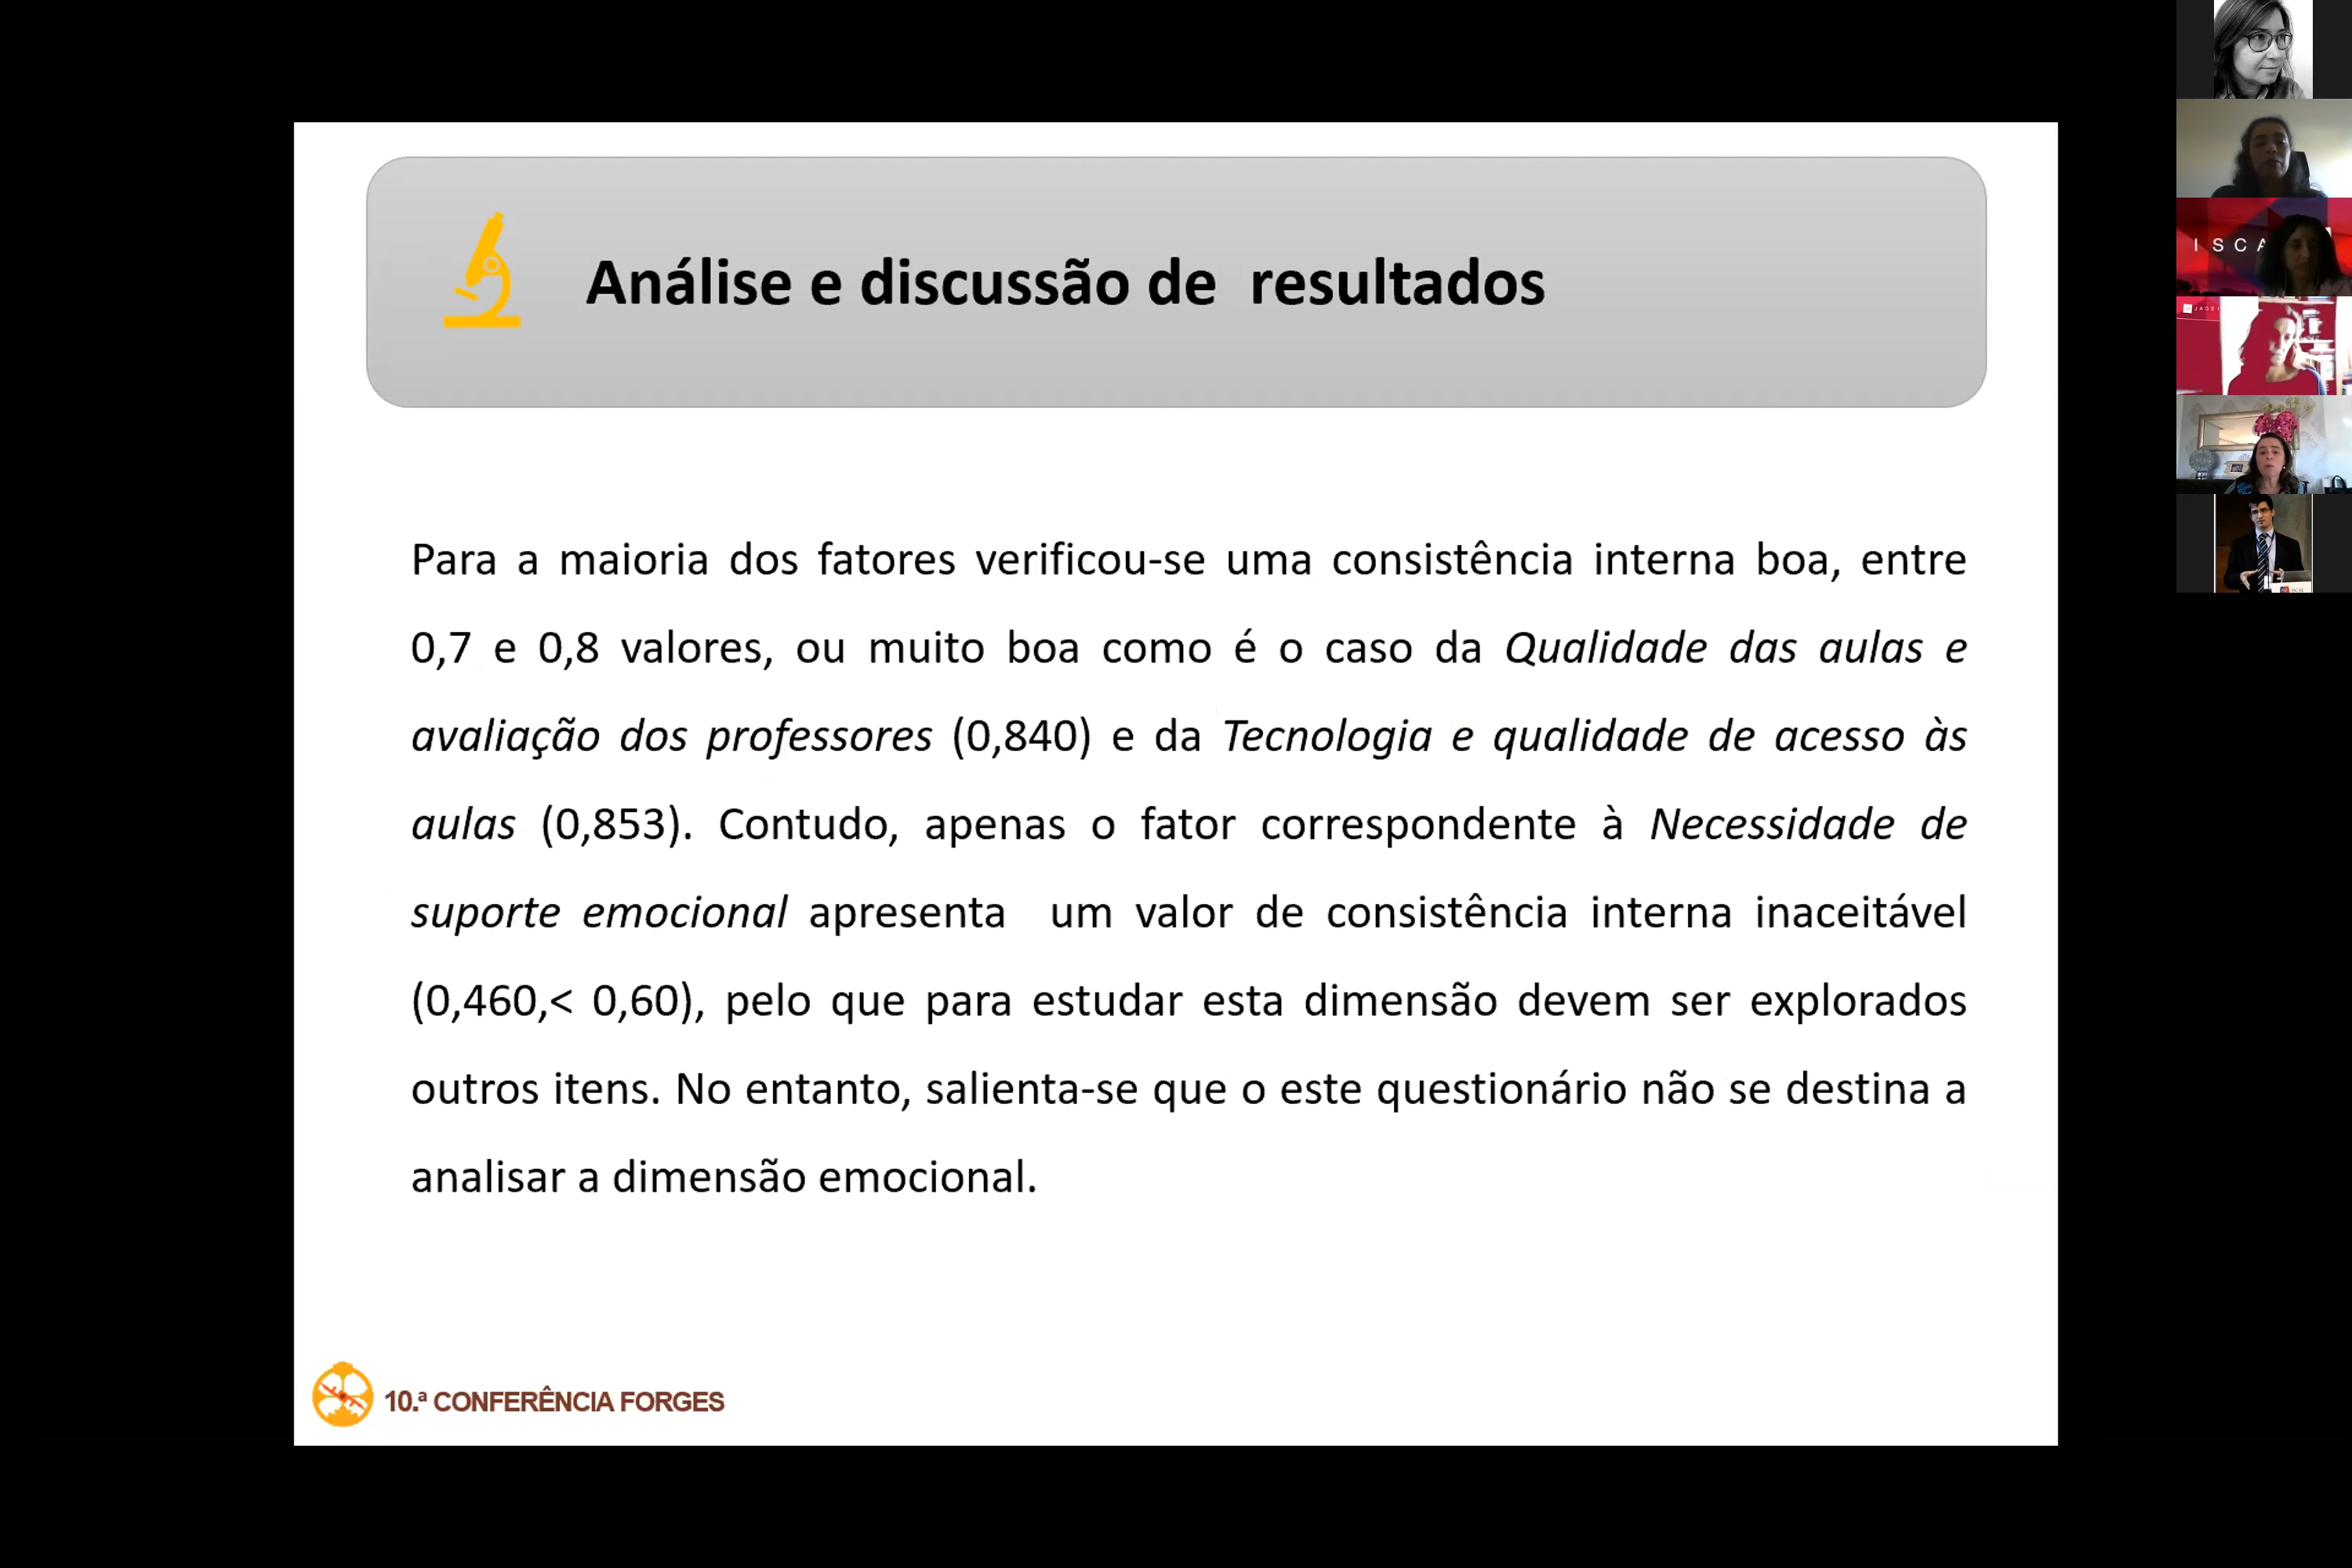 Análise e discussão de resultados
Para a maioria dos fatores verificou-se uma consistência interna boa, entre
0,7 e 0,8 valores, ou muito boa como é o caso da Qualidade das aulas e
avaliação dos professores (0,840) e da Tecnologia e qualidade de acesso às
aulas (0,853). Contudo, apenas o fator correspondente à Necessidade de
suporte emocional apresenta um valor de consistência interna inaceitável
(0,460,< 0,60), pelo que para estudar esta dimensão devem ser explorados
outros itens. No entanto, salienta-se que o este questionário não se destina a
analisar a dimensão emocional.
10.ª CONFERÊNCIA FORGES
ISCA